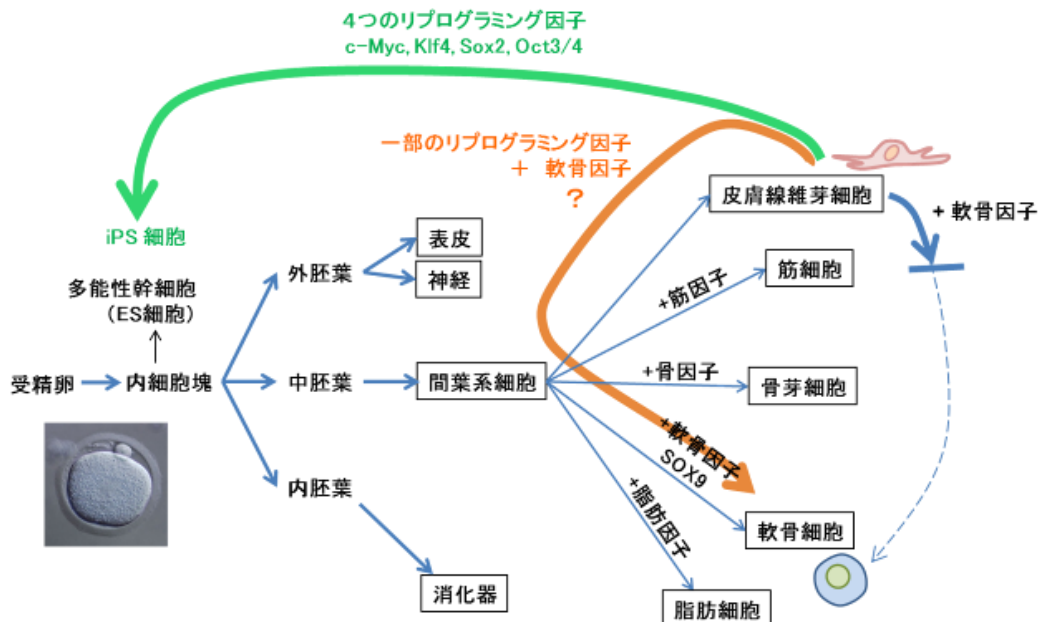 4つのリプログラミング因子
c-Myc, Klf4, Sox2, Oct3/4
一部のリプログラミング因子
＋ 軟骨因子
？
皮膚線維芽細胞
＋軟骨因子
iPS 細胞
表皮
外胚葉
神経
筋細胞
+筋因子
多能性幹細胞
（ES細胞）
受精卵
内細胞塊
中胚葉
間葉系細胞
+骨因子
骨芽細胞
+軟骨因子
SOX9
内胚葉
+脂肪因子
軟骨細胞
消化器
脂肪細胞